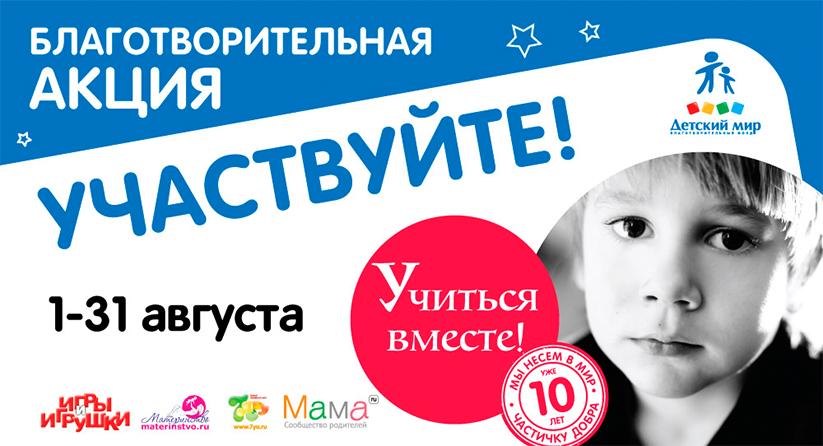 БЛАГОТВОРИТЕЛЬНАЯ
АКЦИЯ
УЧАСТВУЙТЕ!
Детский мир
БЛАГОТВОРИТЕЛЬНЫЙ ФОНД
1-31 августа
Учиться
вместе!
МЫ НЕСЕМ В МИР
УЖЕ
10
ЛЕТ
ЧАСТИЧКУ ДОБРА
ИГРЫ
И
ИГРУШКИ
Материнство
materinstvo.ru
www.7ya.ru
Мама ru
Сообщество родителей